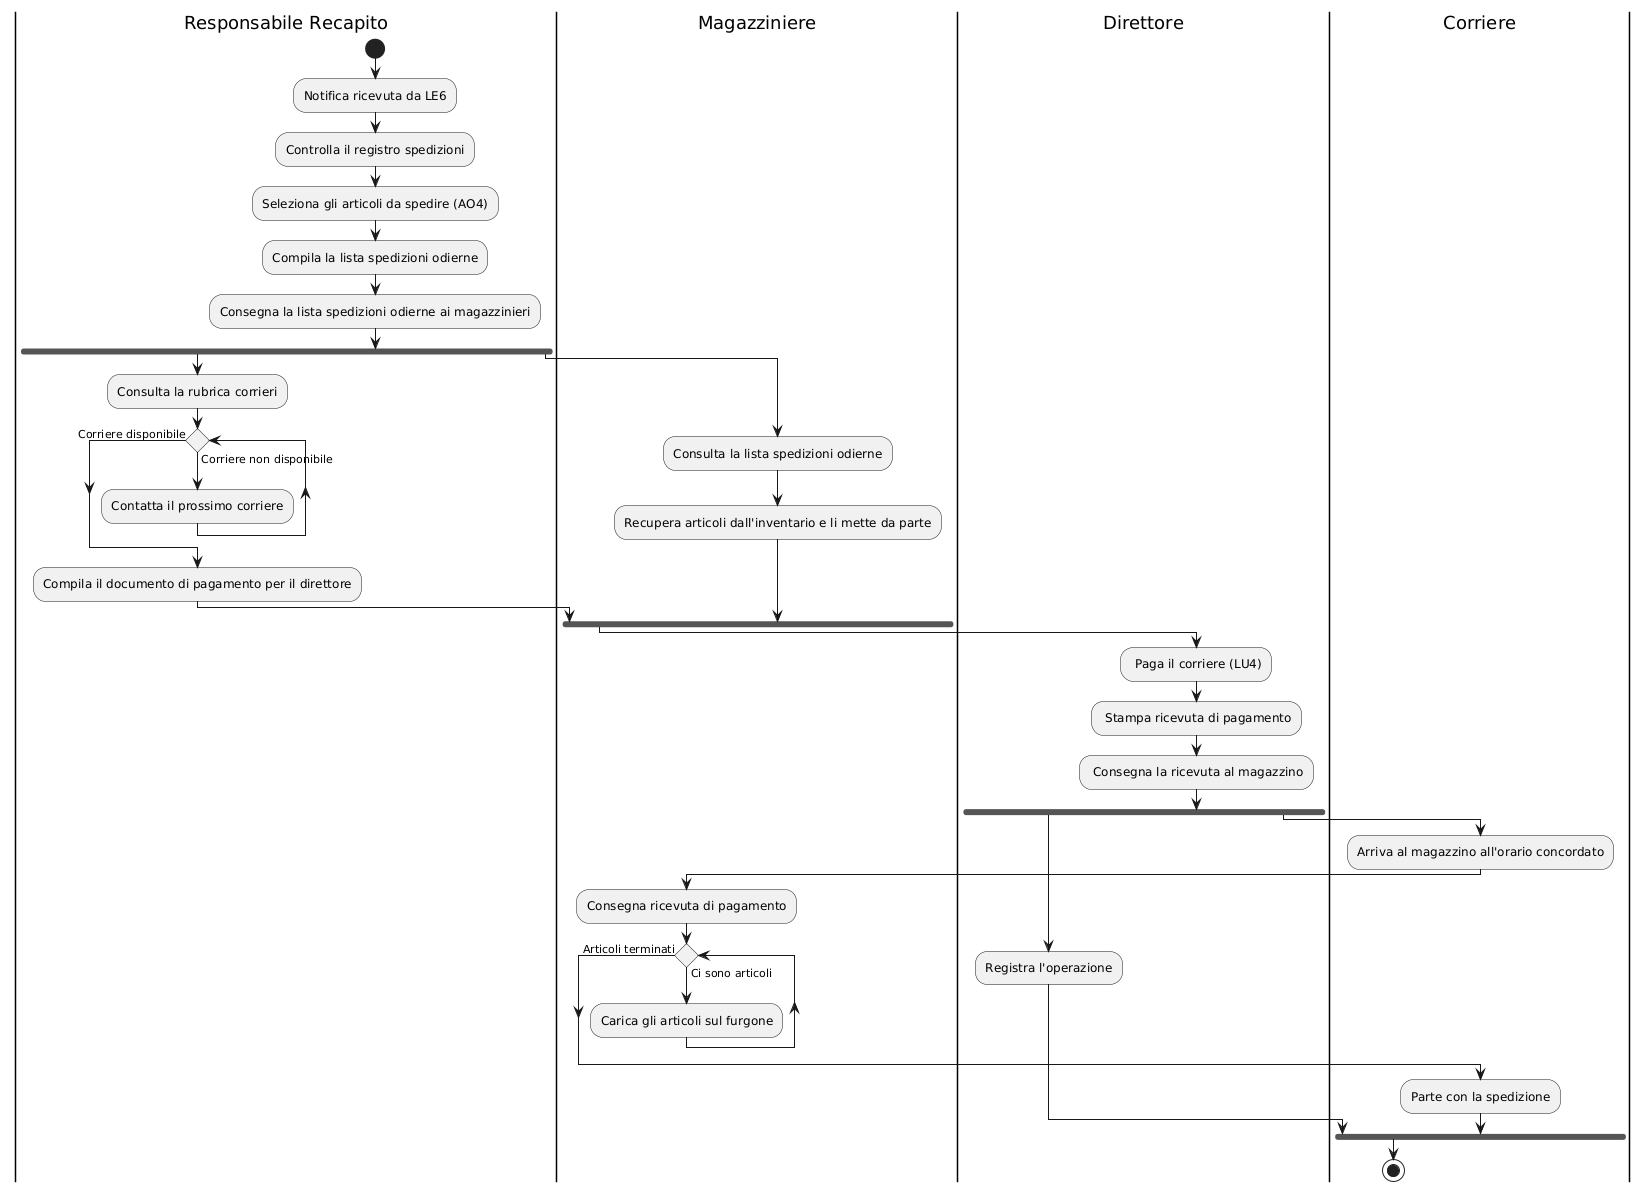 Responsabile Recapito
Magazziniere
Direttore
Corriere
Notifica ricevuta da LE6
Controlla il registro spedizioni
Seleziona gli articoli da spedire (AO4)
Compila la lista spedizioni odierne
Consegna la lista spedizioni odierne ai magazzinieri
Consulta la rubrica corrieri
Corriere disponibile
Corriere non disponibile
Contatta il prossimo corriere
Compila il documento di pagamento per il direttore
Consulta la lista spedizioni odierne
Recupera articoli dall'inventario e li mette da parte
Paga il corriere (LU4)
Stampa ricevuta di pagamento
Consegna la ricevuta al magazzino
Arriva al magazzino all'orario concordato
Consegna ricevuta di pagamento
Articoli terminati
Ci sono articoli
Carica gli articoli sul furgone
Registra l'operazione
Parte con la spedizione